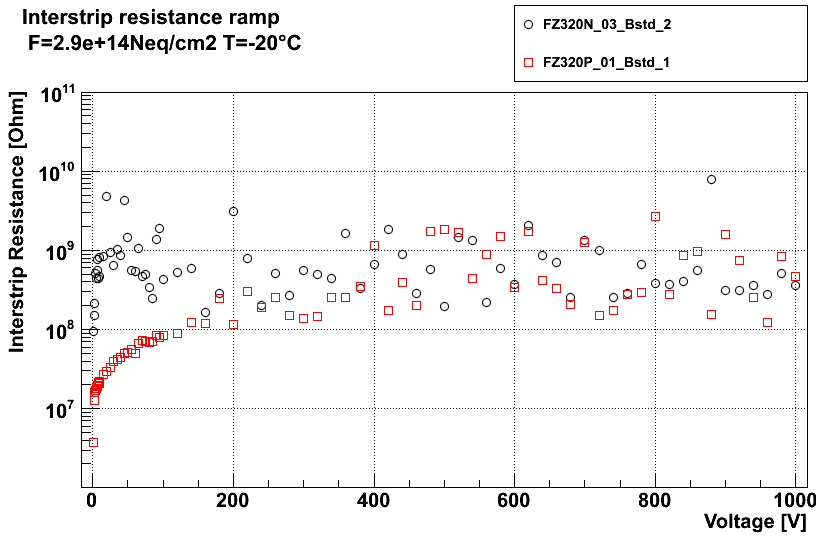 Interstrip resistance ramp
F=2.9e+14Neq/cm2 T=-20°C
FZ320N_03_Bstd_2
FZ320P_01_Bstd_1
Interstrip Resistance [Ohm]
10^11
10^10
10^9
10^8
10^7
0 200 400 600 800 1000
Voltage [V]